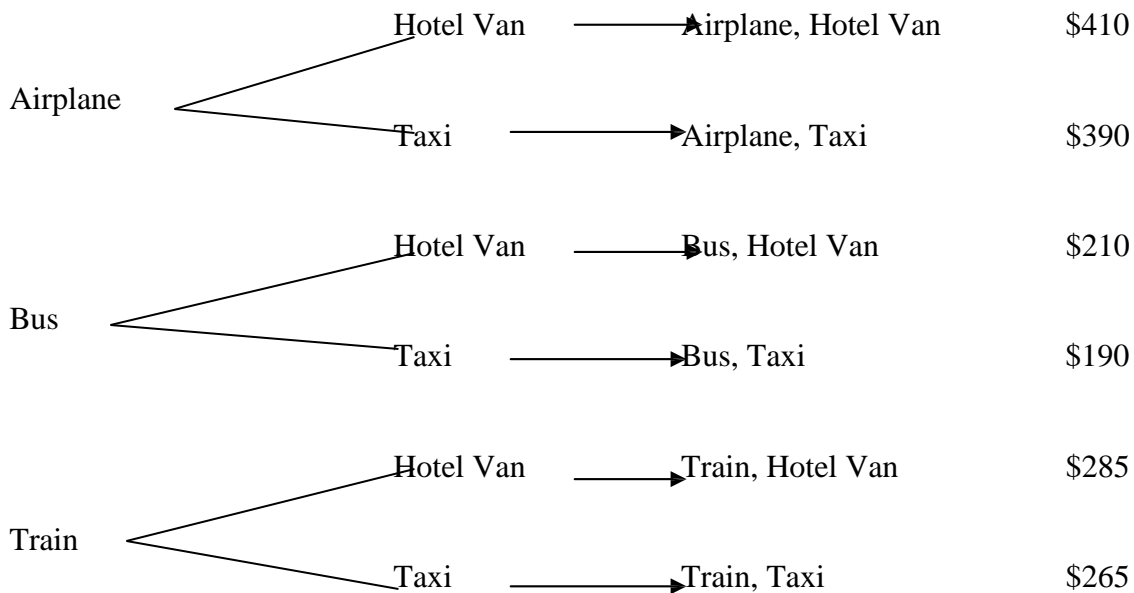 Hotel Van Airplane, Hotel Van $410
Airplane
Taxi Airplane, Taxi $390
Hotel Van Bus, Hotel Van $210
Bus
Taxi Bus, Taxi $190
Hotel Van Train, Hotel Van $285
Train
Taxi Train, Taxi $265